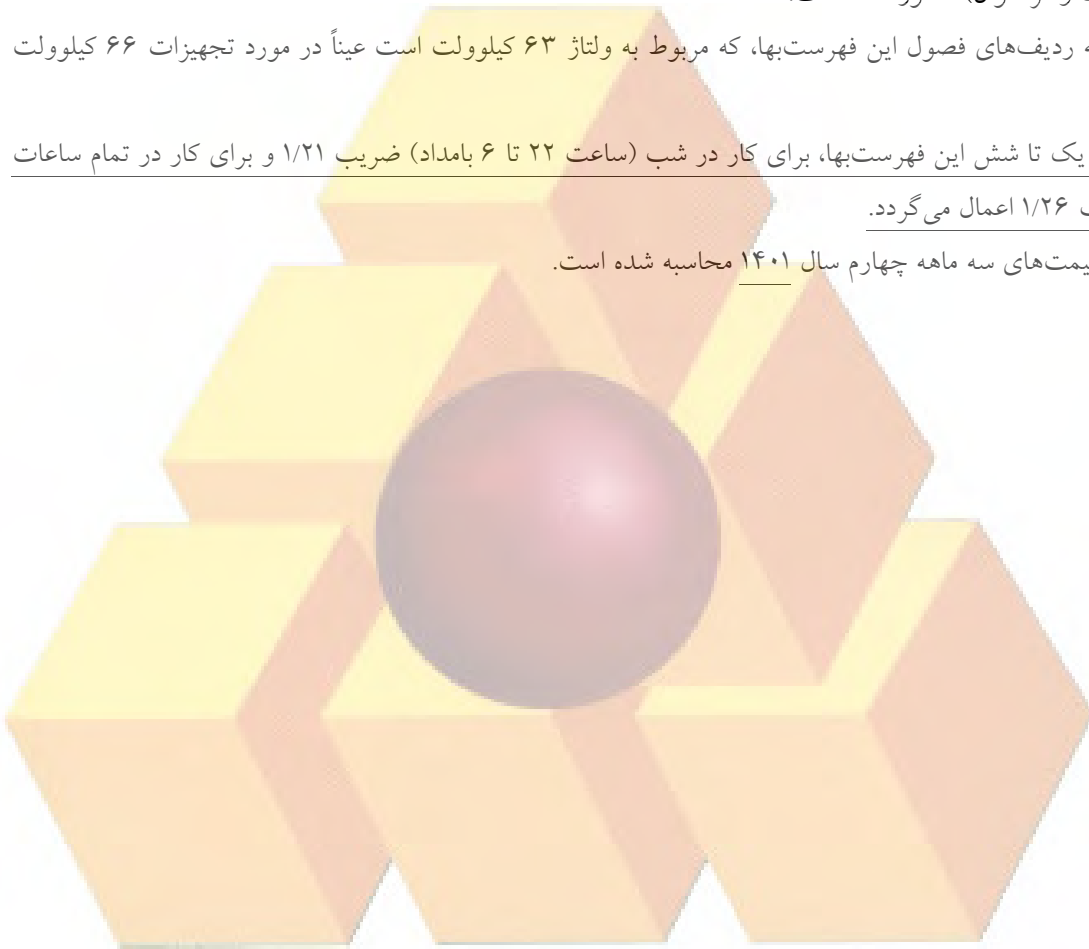 ردیف‌های فصول این فهرست‌بها، که مربوط به ولتاژ ۶۳ کیلوولت است عیناً در مورد تجهیزات ۶۶ کیلوولت
یک تا شش این فهرست‌بها، برای کار در شب (ساعت ۲۲ تا ۶ بامداد) ضریب ۱/۲۱ و برای کار در تمام ساعات
۱/۲۶ اعمال می‌گردد.
یمت‌های سه ماهه چهارم سال ۱۴۰۱ محاسبه شده است.